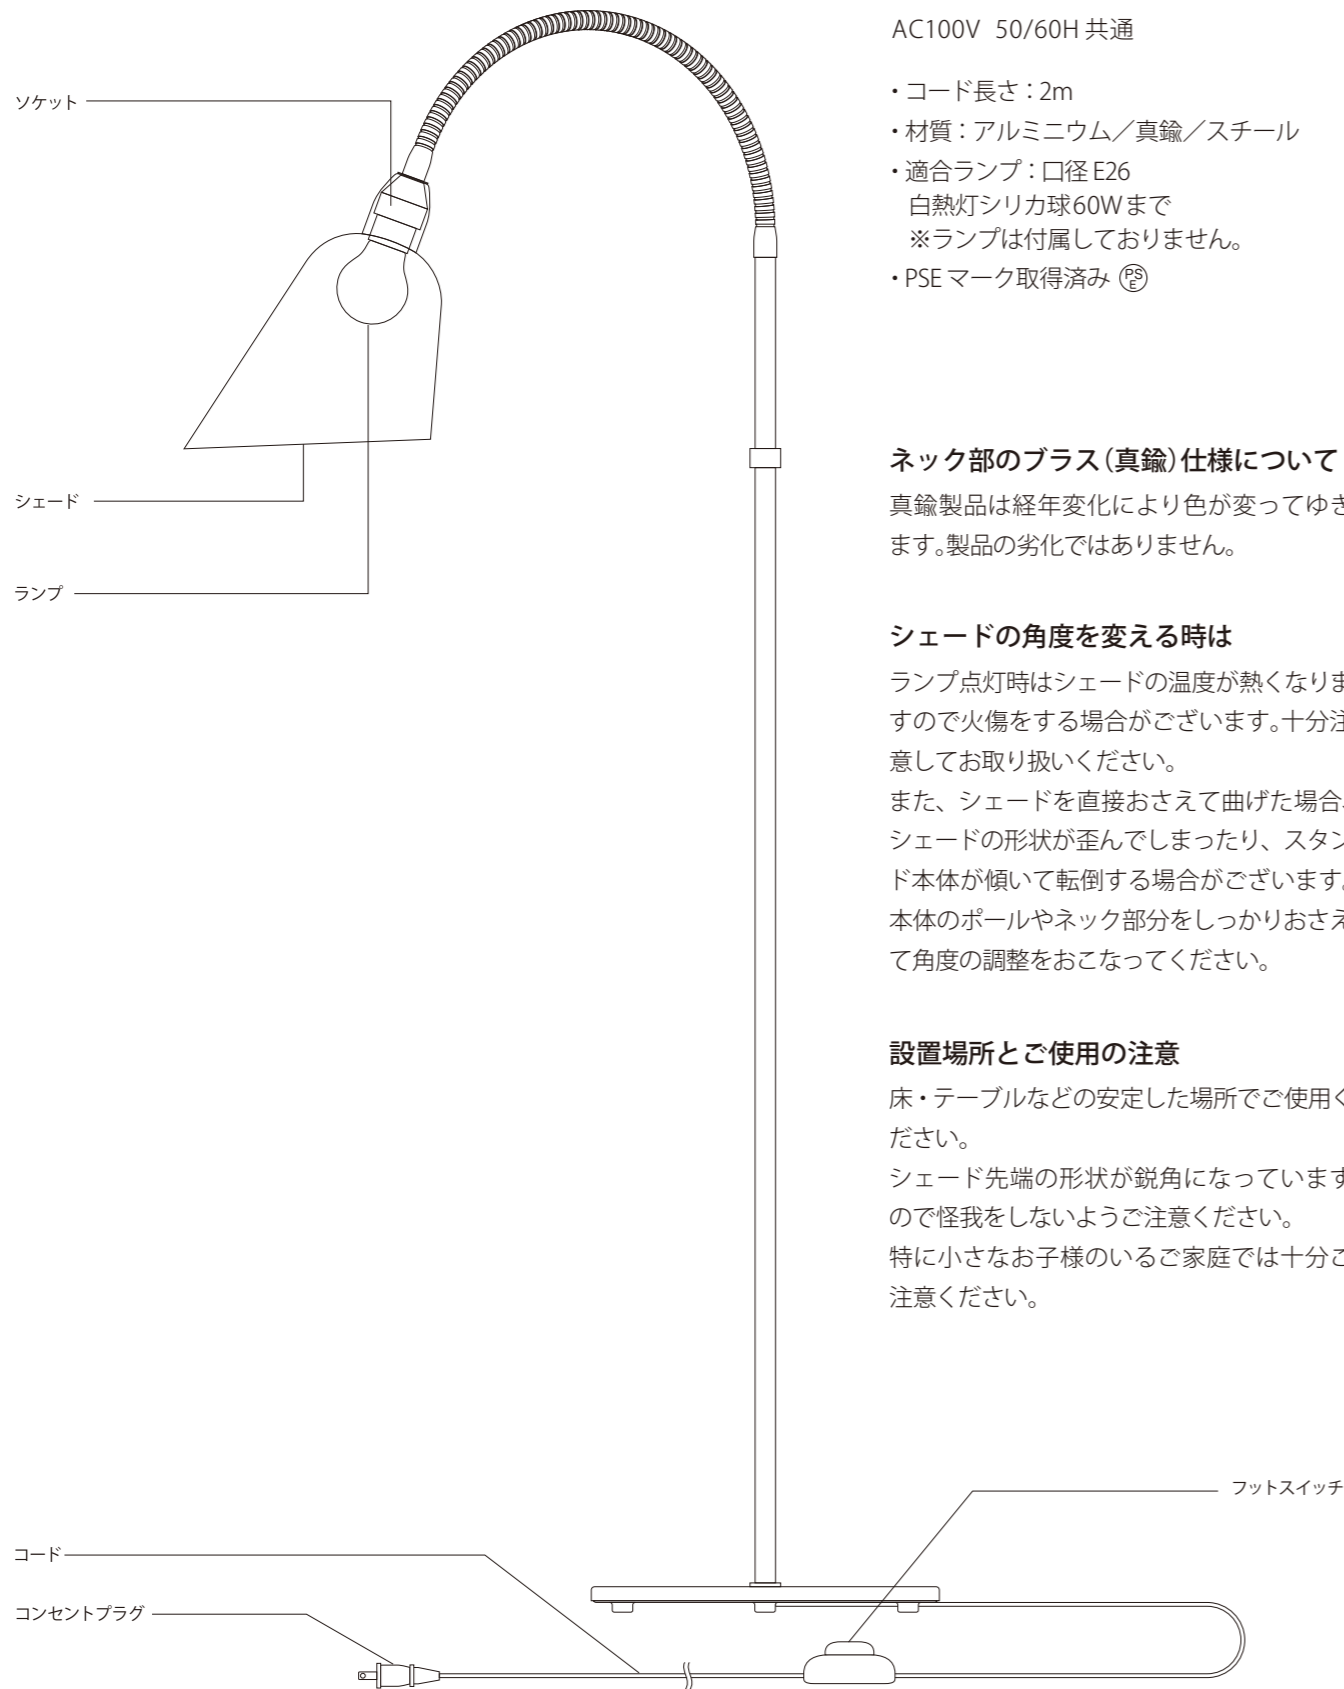 AC100V 50/60H 共通
・コード長さ：2m
・材質：アルミニウム／真鍮／スチール
・適合ランプ：口径 E26
白熱灯シリカ球60Wまで
※ランプは付属しておりません。
・PSE マーク取得済み PSE
ネック部のブラス(真鍮)仕様について
真鍮製品は経年変化により色が変ってゆき
ます。製品の劣化ではありません。
シェードの角度を変える時は
ランプ点灯時はシェードの温度が熱くなりま
すので火傷をする場合がございます。十分注
意してお取り扱いください。
また、シェードを直接おさえて曲げた場合、
シェードの形状が歪んでしまったり、スタン
ド本体が傾いて転倒する場合がございます。
本体のポールやネック部分をしっかりおさえ
て角度の調整をおこなってください。
設置場所とご使用の注意
床・テーブルなどの安定した場所でご使用く
ださい。
シェード先端の形状が鋭角になっています
ので怪我をしないようご注意ください。
特に小さなお子様のいるご家庭では十分ご
注意ください。
ソケット
シェード
ランプ
フットスイッチ
コード
コンセントプラグ